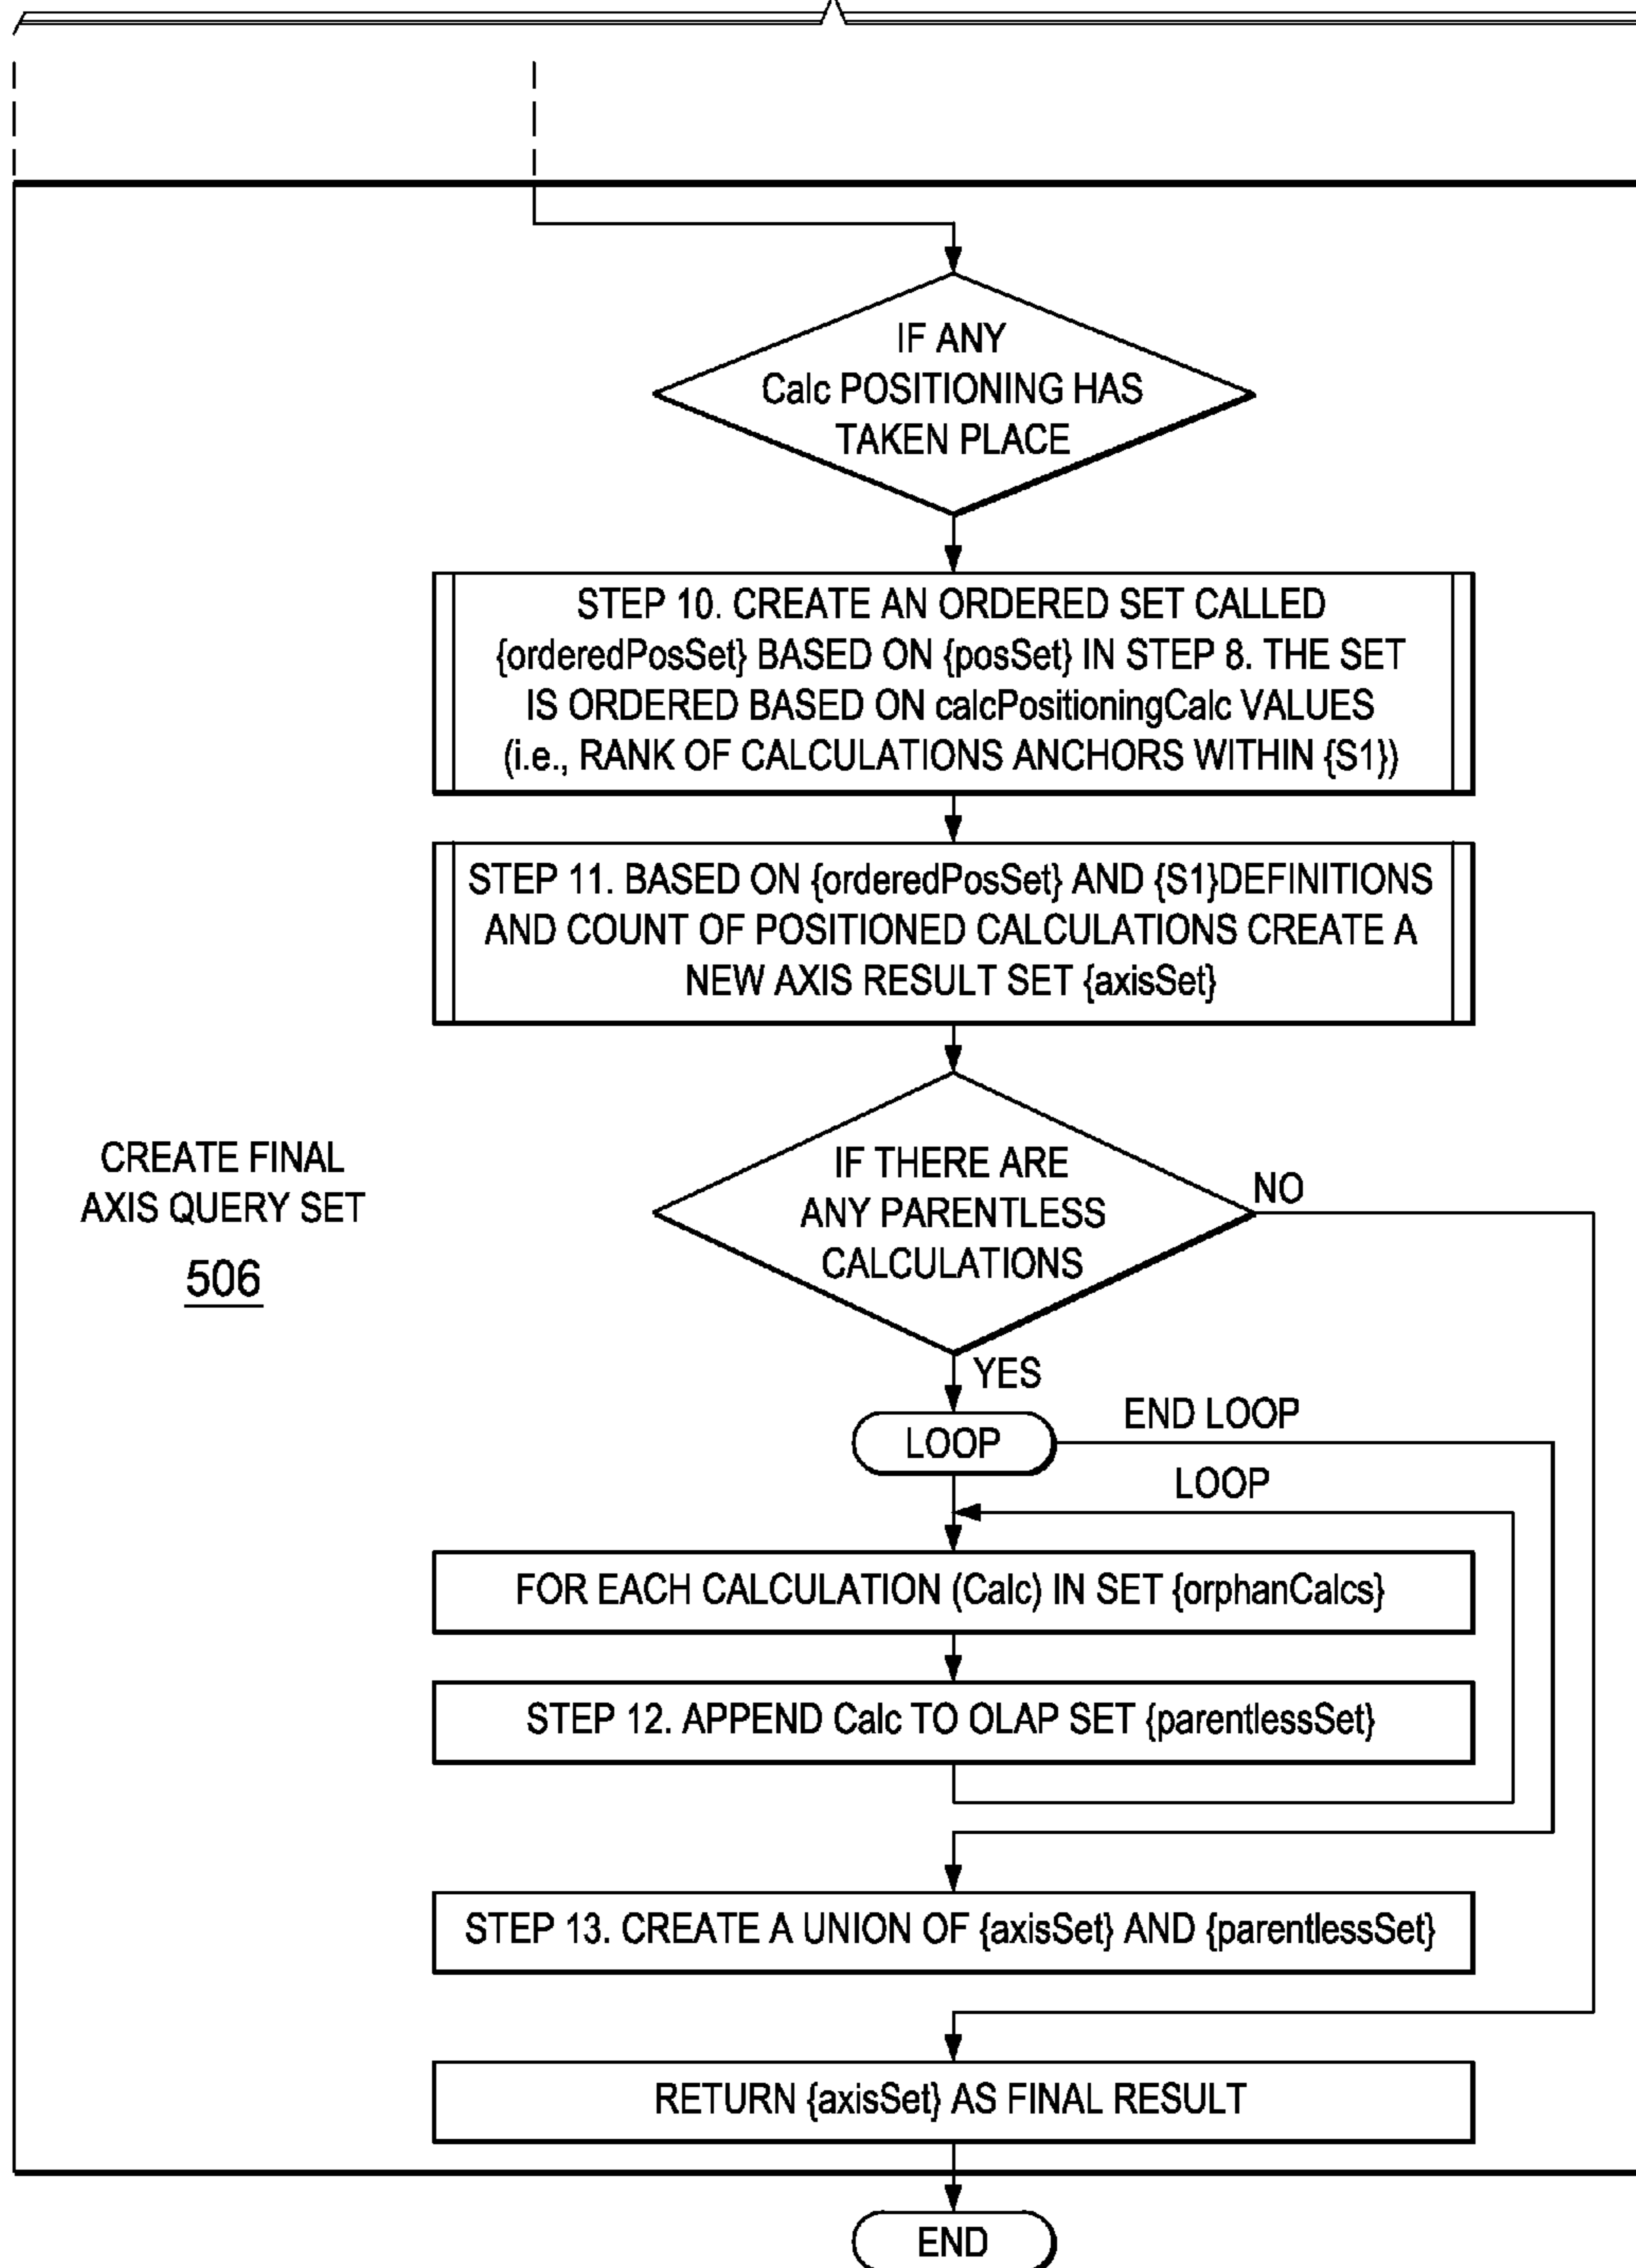 IF ANY
Calc POSITIONING HAS
TAKEN PLACE
STEP 10. CREATE AN ORDERED SET CALLED
{orderedPosSet} BASED ON {posSet} IN STEP 8. THE SET
IS ORDERED BASED ON calcPositioningCalc VALUES
(i.e., RANK OF CALCULATIONS ANCHORS WITHIN {S1})
STEP 11. BASED ON {orderedPosSet} AND {S1}DEFINITIONS
AND COUNT OF POSITIONED CALCULATIONS CREATE A
NEW AXIS RESULT SET {axisSet}
CREATE FINAL
AXIS QUERY SET
506
IF THERE ARE
ANY PARENTLESS
CALCULATIONS
NO
YES
LOOP
END LOOP
LOOP
FOR EACH CALCULATION (Calc) IN SET {orphanCalcs}
STEP 12. APPEND Calc TO OLAP SET {parentlessSet}
STEP 13. CREATE A UNION OF {axisSet} AND {parentlessSet}
RETURN {axisSet} AS FINAL RESULT
END